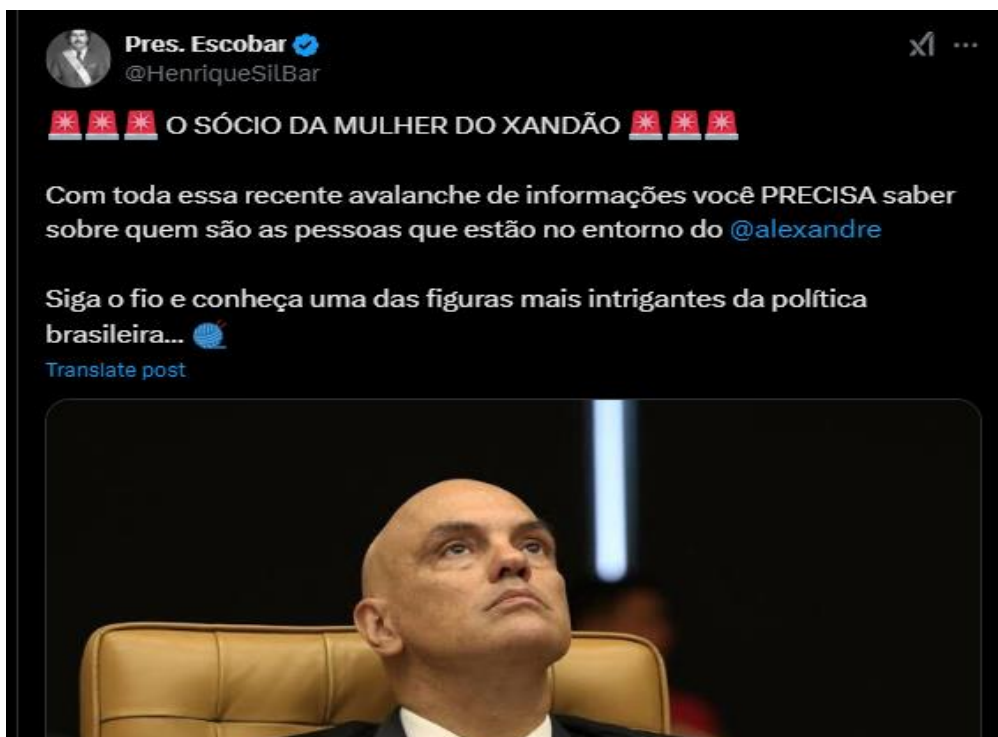 Pres. Escobar
@HenriqueSilBar
🚨🚨🚨 O SÓCIO DA MULHER DO XANDÃO 🚨🚨🚨
Com toda essa recente avalanche de informações você PRECISA saber
sobre quem são as pessoas que estão no entorno do @alexandre
Siga o fio e conheça uma das figuras mais intrigantes da política
brasileira... 🧶
Translate post